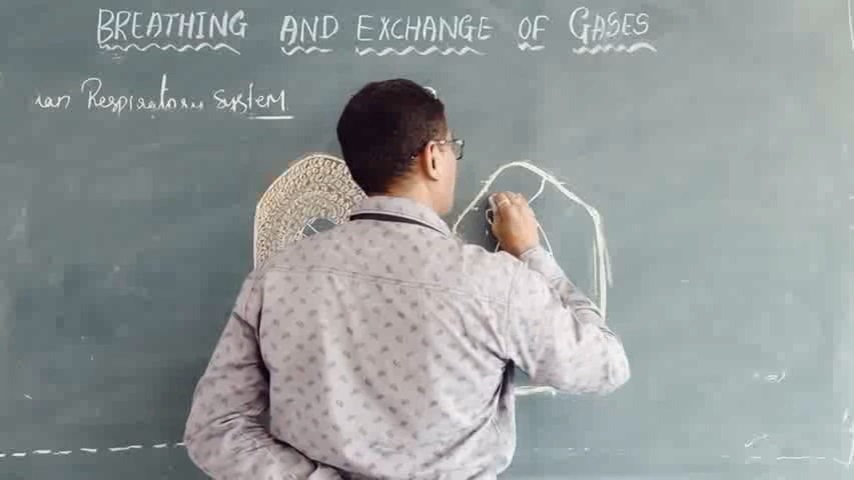 BREATHING AND EXCHANGE OF GASES
Respiratory SYSTEM